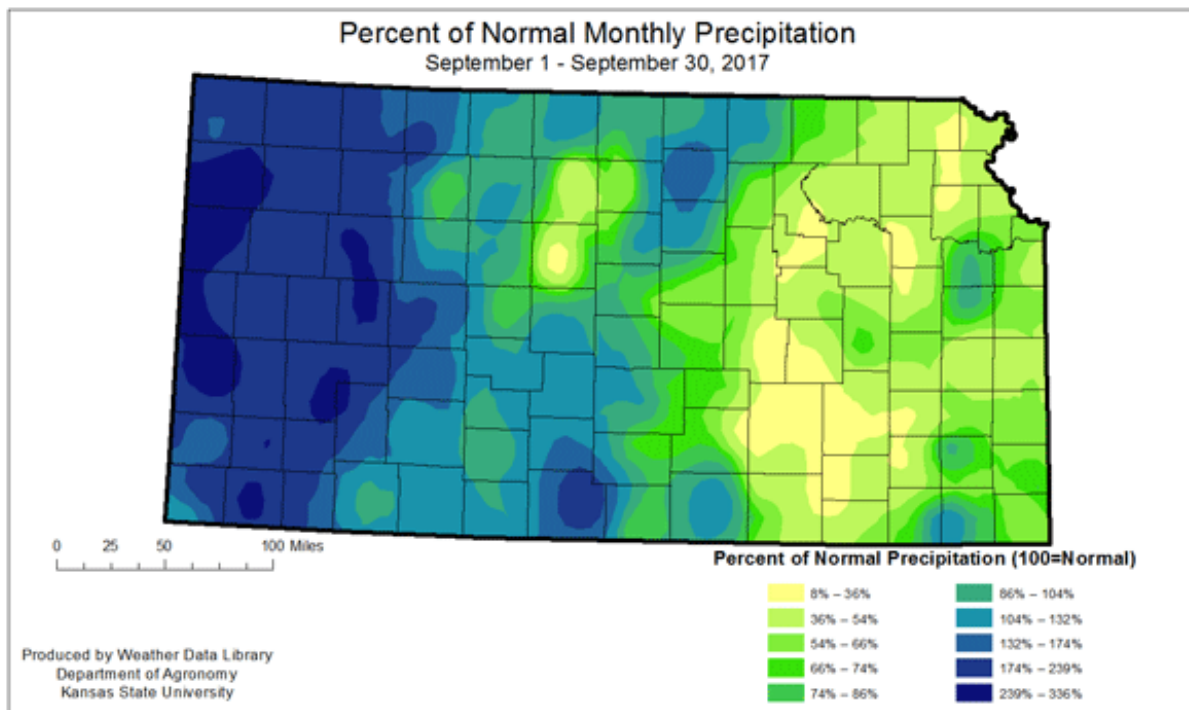 Percent of Normal Monthly Precipitation
September 1 - September 30, 2017
0 25 50 100 Miles
Percent of Normal Precipitation (100=Normal)
8% – 36%
36% – 54%
54% – 66%
66% – 74%
74% – 86%
86% – 104%
104% – 132%
132% – 174%
174% – 239%
239% – 336%
Produced by Weather Data Library
Department of Agronomy
Kansas State University